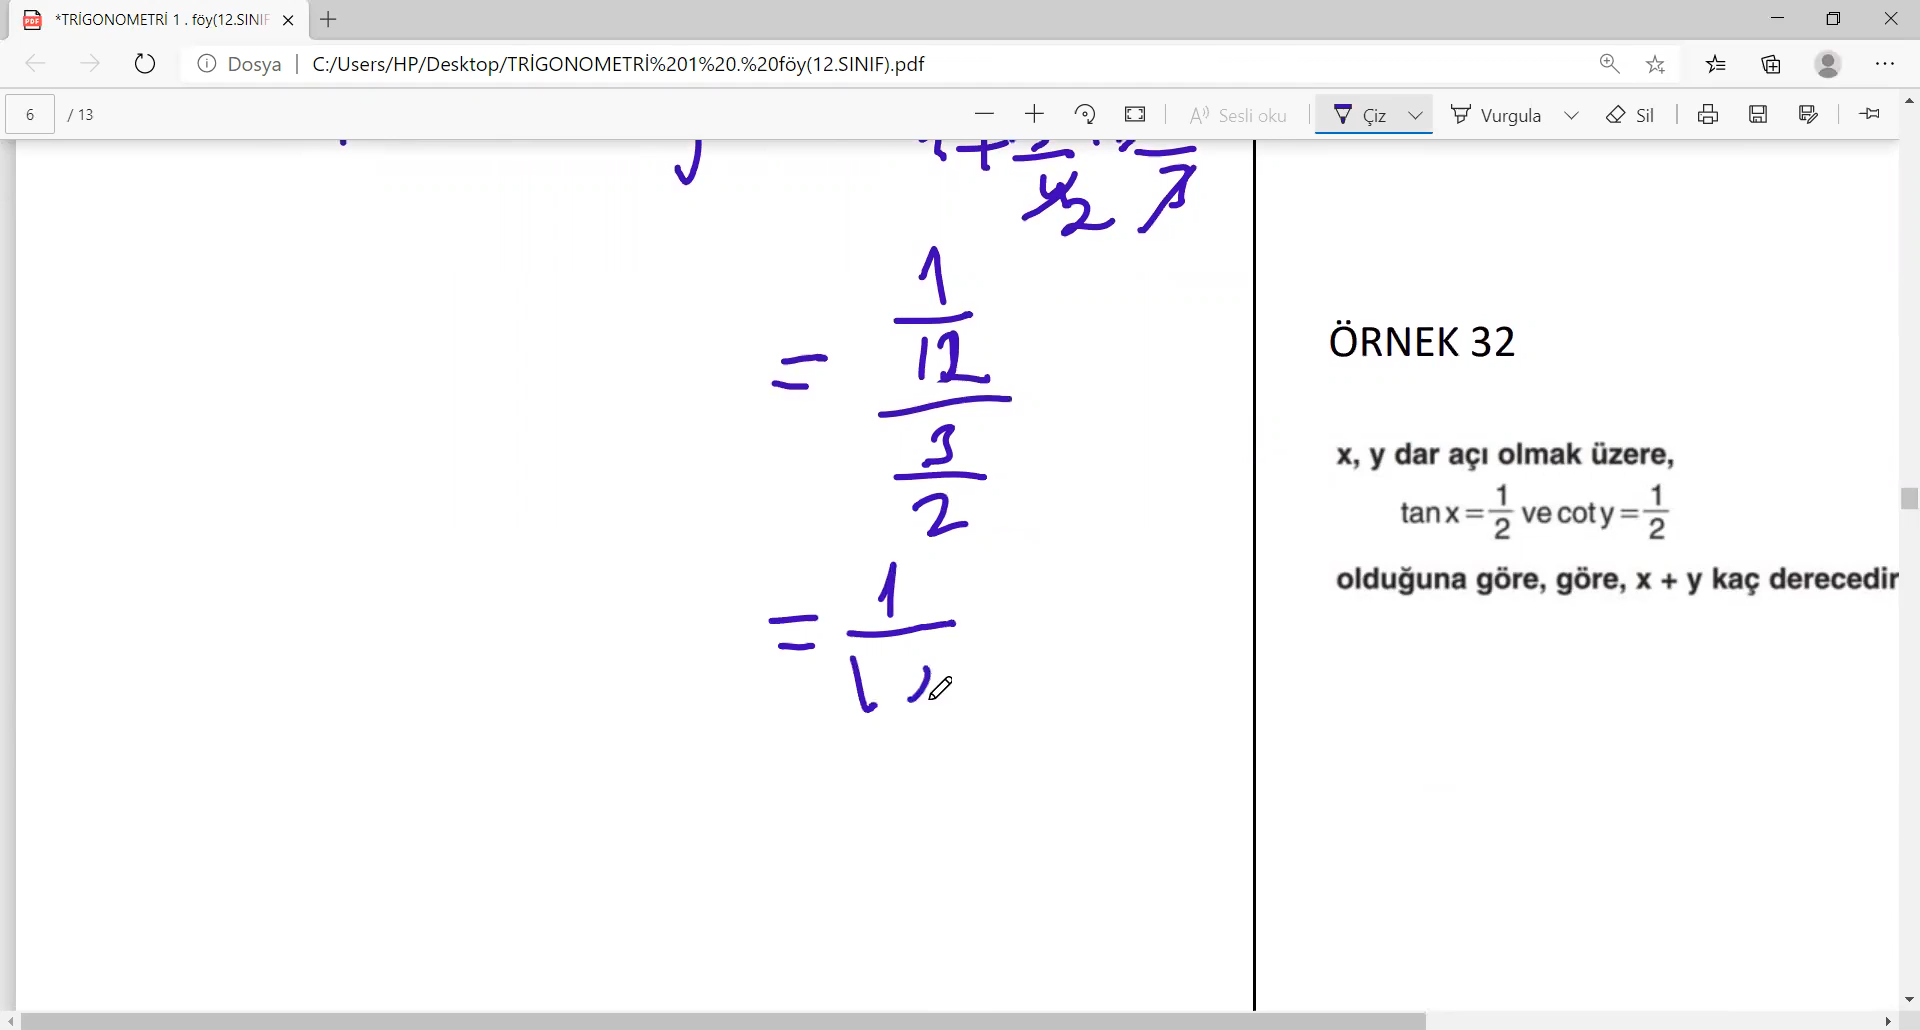 *TRİGONOMETRİ 1 . föy(12.SINIF
Dosya | C:/Users/HP/Desktop/TRİGONOMETRİ%201%20.%20föy(12.SINIF).pdf
6 / 13 Sesli oku Çiz Vurgula Sil
2
1
12
=
3
2
= 1
ÖRNEK 32
x, y dar açı olmak üzere,
tan x = 1/2 ve cot y = 1/2
olduğuna göre, göre, x + y kaç derecedir